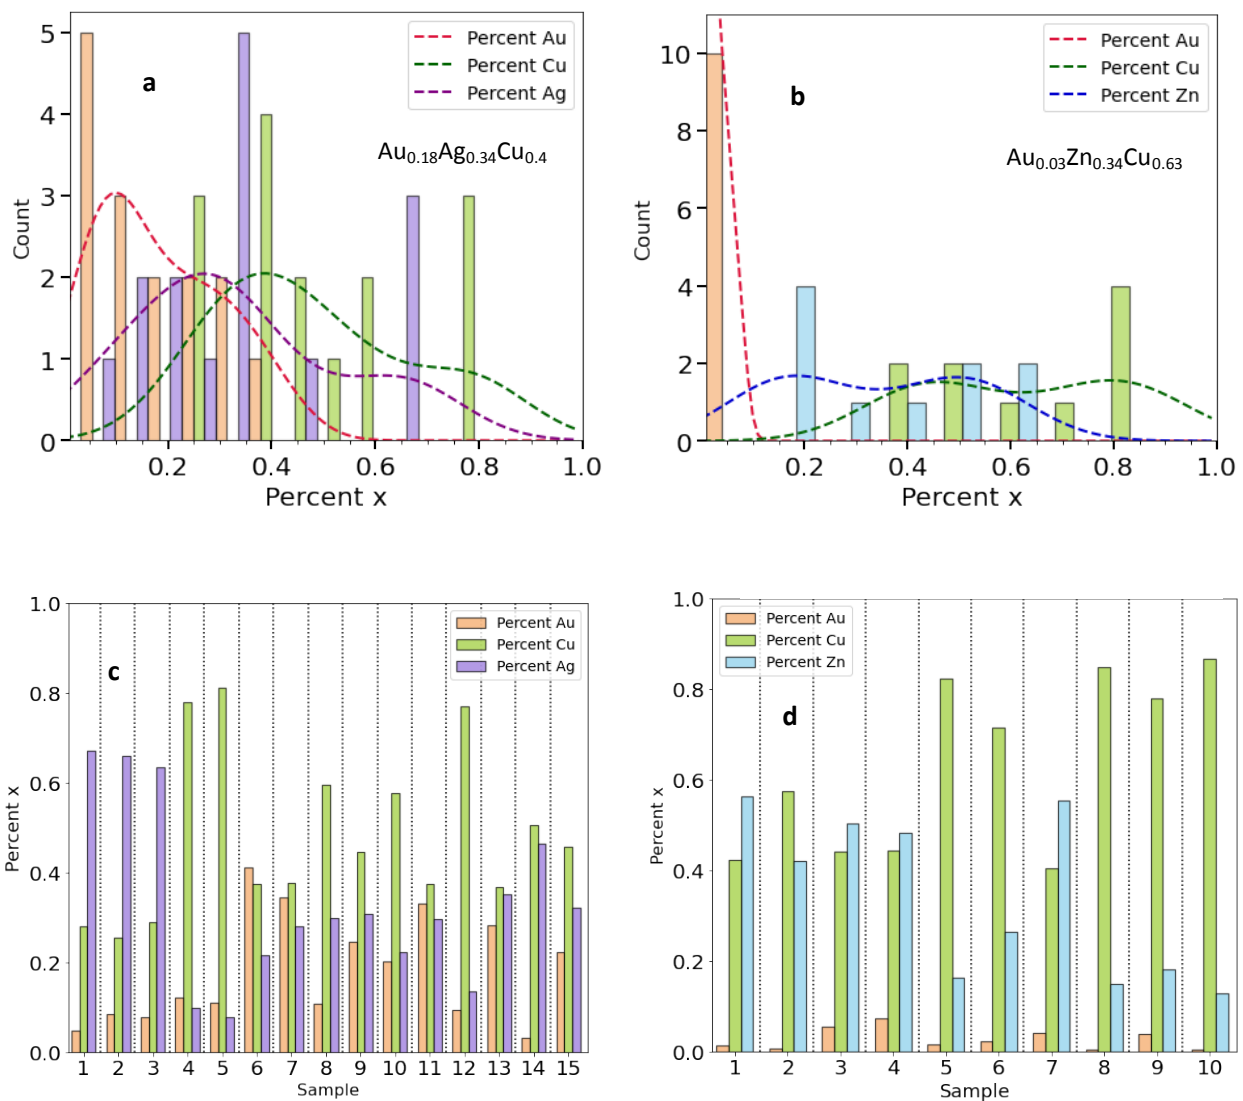 a
Percent Au
Percent Cu
Percent Ag
Au0.18Ag0.34Cu0.4
Count
5
4
3
2
1
0
0.2 0.4 0.6 0.8 1.0
Percent x
b
Percent Au
Percent Cu
Percent Zn
Au0.03Zn0.34Cu0.63
Count
10
8
6
4
2
0
0.2 0.4 0.6 0.8 1.0
Percent x
c
Percent Au
Percent Cu
Percent Ag
Percent x
1.0
0.8
0.6
0.4
0.2
0.0
1 2 3 4 5 6 7 8 9 10 11 12 13 14 15
Sample
d
Percent Au
Percent Cu
Percent Zn
Percent x
1.0
0.8
0.6
0.4
0.2
0.0
1 2 3 4 5 6 7 8 9 10
Sample